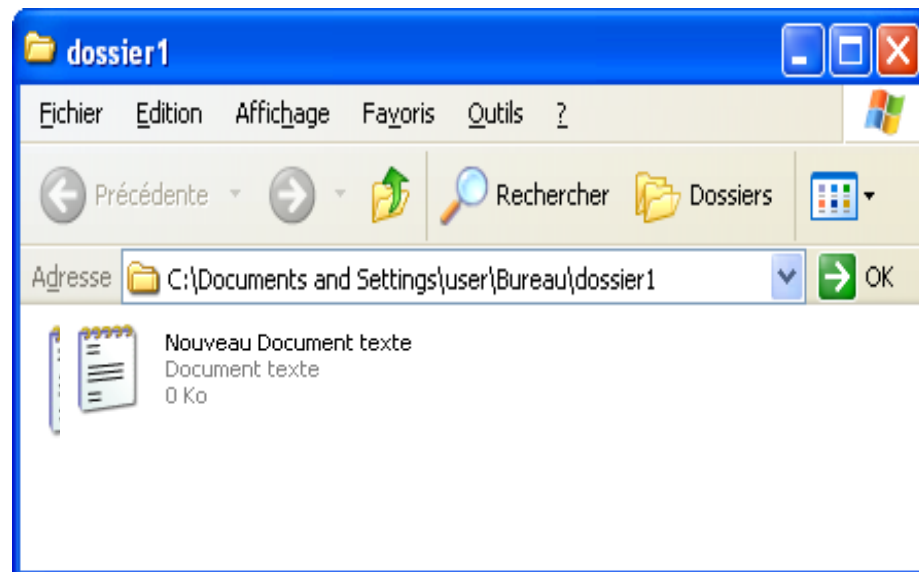 dossier1
Fichier Edition Affichage Favoris Outils ?
Précédente Rechercher Dossiers
Adresse C:\Documents and Settings\user\Bureau\dossier1 OK
Nouveau Document texte
Document texte
0 Ko